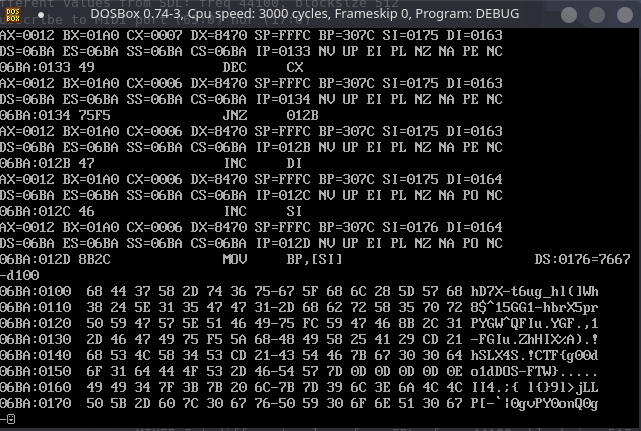 DOSBox 0.74-3, Cpu speed: 3000 cycles, Frameskip 0, Program: DEBUG
AX=0012 BX=01A0 CX=0007 DX=8470 SP=FFFC BP=307C SI=0175 DI=0163
DS=06BA ES=06BA SS=06BA CS=06BA IP=0133 NV UP EI PL NZ NA PE NC
06BA:0133 49 DEC CX
AX=0012 BX=01A0 CX=0006 DX=8470 SP=FFFC BP=307C SI=0175 DI=0163
DS=06BA ES=06BA SS=06BA CS=06BA IP=0134 NV UP EI PL NZ NA PE NC
06BA:0134 75F5 JNZ 012B
AX=0012 BX=01A0 CX=0006 DX=8470 SP=FFFC BP=307C SI=0175 DI=0163
DS=06BA ES=06BA SS=06BA CS=06BA IP=012B NV UP EI PL NZ NA PE NC
06BA:012B 47 INC DI
AX=0012 BX=01A0 CX=0006 DX=8470 SP=FFFC BP=307C SI=0175 DI=0164
DS=06BA ES=06BA SS=06BA CS=06BA IP=012C NV UP EI PL NZ NA PO NC
06BA:012C 46 INC SI
AX=0012 BX=01A0 CX=0006 DX=8470 SP=FFFC BP=307C SI=0176 DI=0164
DS=06BA ES=06BA SS=06BA CS=06BA IP=012D NV UP EI PL NZ NA PO NC
06BA:012D 8B2C MOV BP,[SI] DS:0176=7667
-d100
06BA:0100 68 44 37 58 2D 74 36 75-67 5F 68 6C 28 5D 57 68 hD7X-t6ug_hl(]Wh
06BA:0110 38 24 5E 31 35 47 47 31-2D 68 62 72 58 35 70 72 8$^15GG1-hbrX5pr
06BA:0120 50 59 47 57 5E 51 46 49-75 FC 59 47 46 8B 2C 31 PYGW^QFIu.YGF.,1
06BA:0130 2D 46 47 49 75 F5 5A 68-48 49 58 25 41 29 CD 21 -FGIu.ZhHIX%A).!
06BA:0140 68 53 4C 58 34 53 CD 21-43 54 46 7B 67 30 30 64 hSLX4S.!CTF{g00d
06BA:0150 6F 31 64 44 4F 53 2D 46-54 57 7D 0D 0D 0D 0D 0E o1dDOS-FTW}.....
06BA:0160 49 49 34 7F 3B 7B 20 6C-7B 7D 39 6C 3E 6A 4C 4C II4.;{ l{}9l>jLL
06BA:0170 50 5B 2D 60 7C 30 67 76-50 59 30 6F 6E 51 30 67 P[-`|0gvPY0onQ0g
-